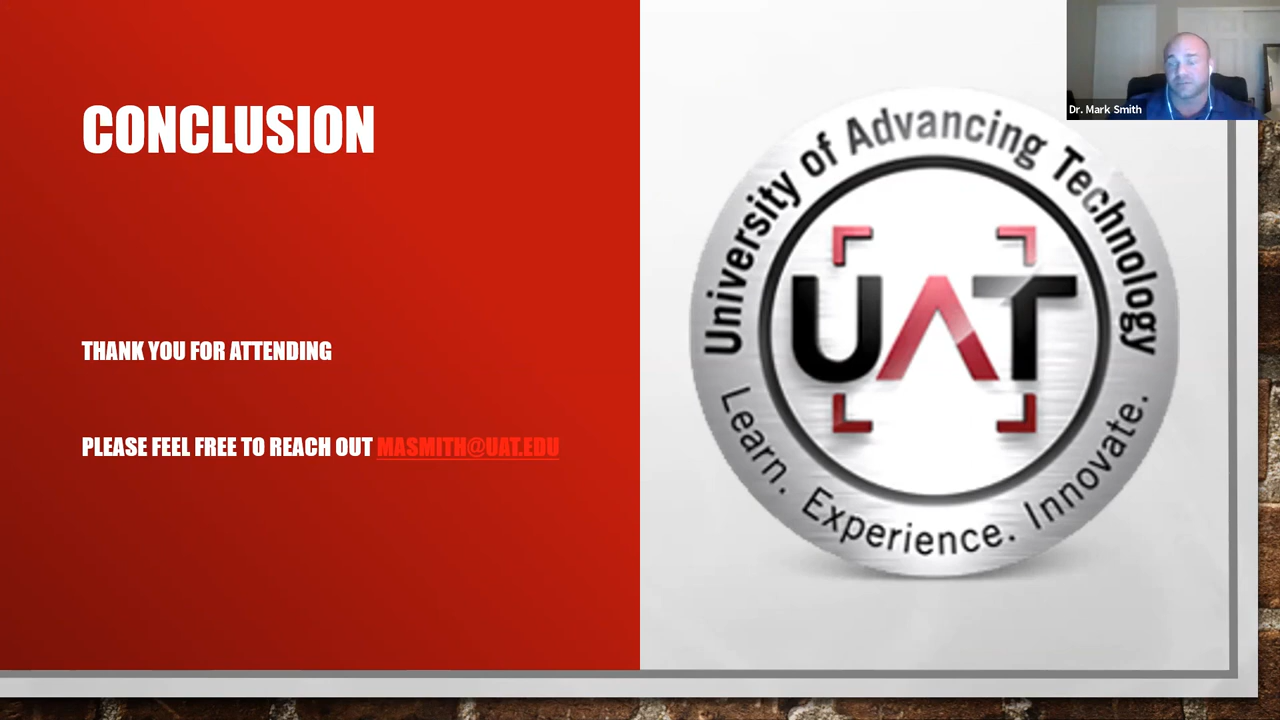 CONCLUSION
THANK YOU FOR ATTENDING
PLEASE FEEL FREE TO REACH OUT MASMITH@UAT.EDU
University of Advancing Technology
UAT
Learn. Experience. Innovate.
Dr. Mark Smith